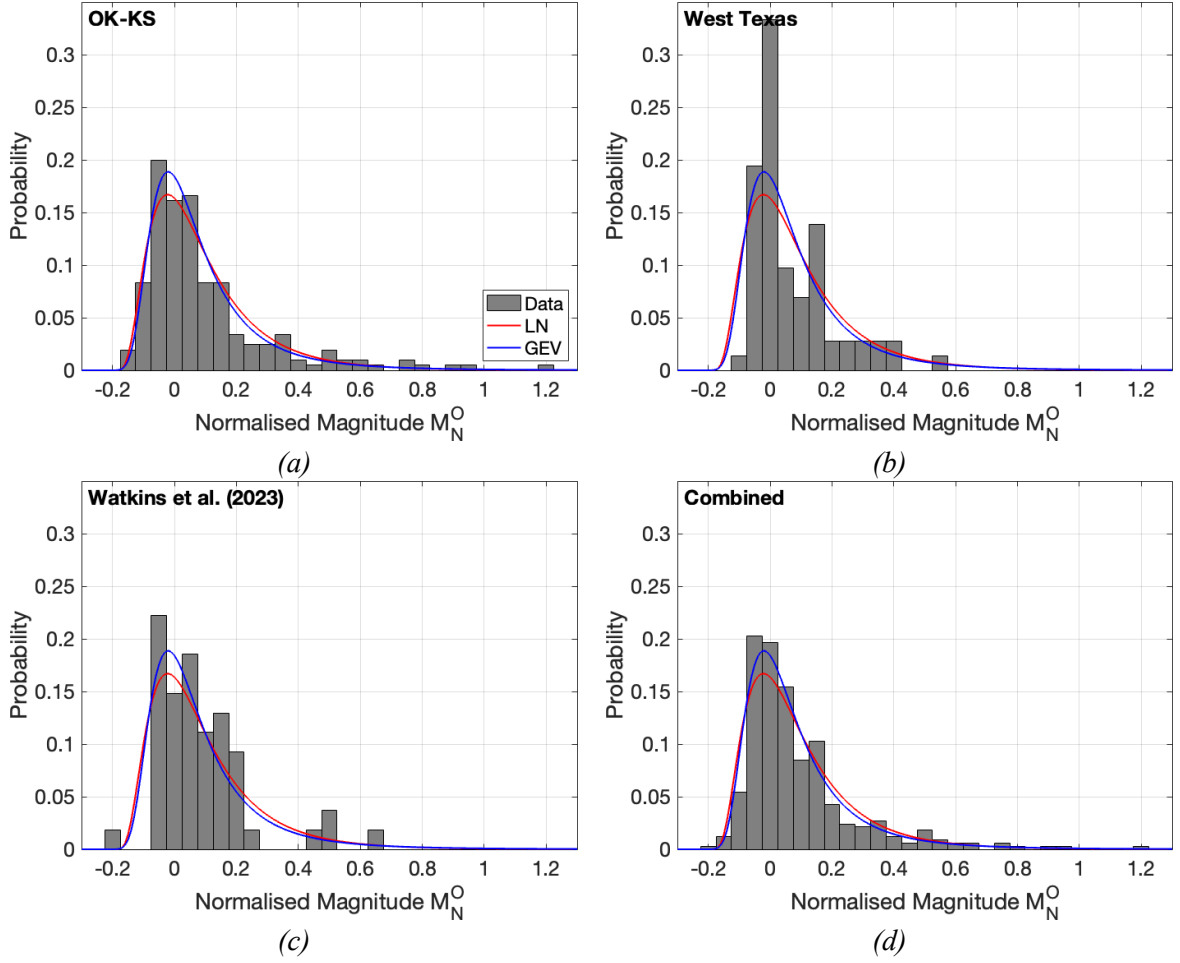 OK-KS
0.3
0.25
0.2
0.15
0.1
0.05
0
Probability
Data
LN
GEV
-0.2 0 0.2 0.4 0.6 0.8 1 1.2
Normalised Magnitude M_N^O
(a)
West Texas
0.3
0.25
0.2
0.15
0.1
0.05
0
Probability
-0.2 0 0.2 0.4 0.6 0.8 1 1.2
Normalised Magnitude M_N^O
(b)
Watkins et al. (2023)
0.3
0.25
0.2
0.15
0.1
0.05
0
Probability
-0.2 0 0.2 0.4 0.6 0.8 1 1.2
Normalised Magnitude M_N^O
(c)
Combined
0.3
0.25
0.2
0.15
0.1
0.05
0
Probability
-0.2 0 0.2 0.4 0.6 0.8 1 1.2
Normalised Magnitude M_N^O
(d)